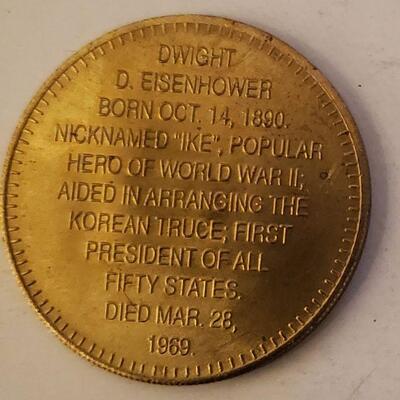 DWIGHT
D. EISENHOWER
BORN OCT. 14, 1890.
NICKNAMED "IKE", POPULAR
HERO OF WORLD WAR II;
AIDED IN ARRANGING THE
KOREAN TRUCE; FIRST
PRESIDENT OF ALL
FIFTY STATES.
DIED MAR. 28,
1969.